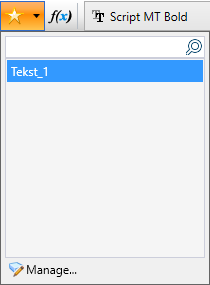 f(x) Script MT Bold
Tekst_1
Manage...